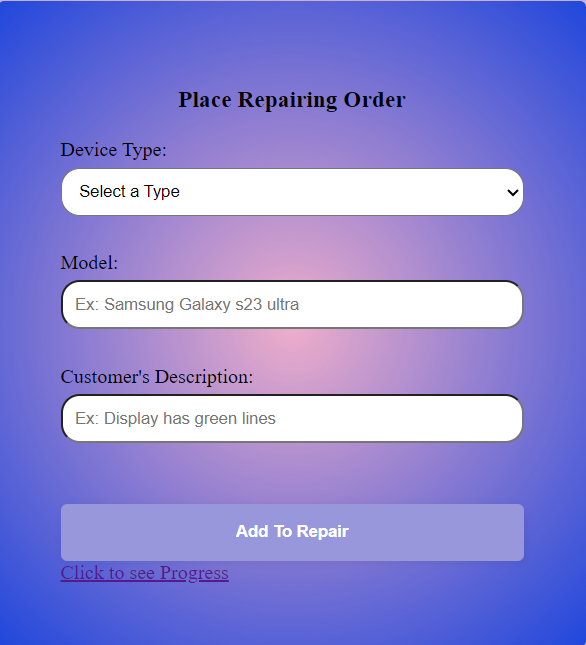 Place Repairing Order
Device Type:
Select a Type
Model:
Ex: Samsung Galaxy s23 ultra
Customer's Description:
Ex: Display has green lines
Add To Repair
Click to see Progress